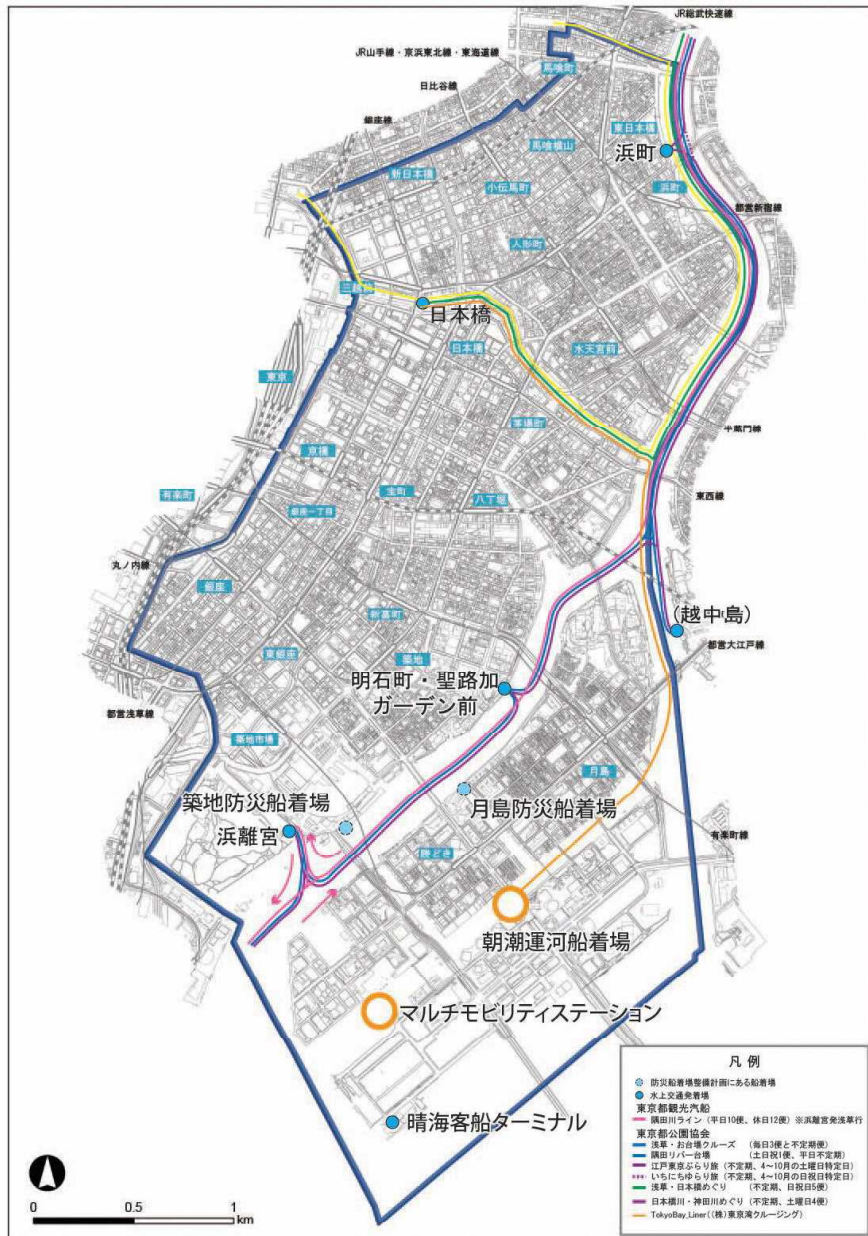 JR総武快速線
JR山手線・京浜東北線・東海道線
馬喰町
日比谷線
銀座線
東日本橋
馬喰横山
浜町
新日本橋
小伝馬町
浜町
都営新宿線
人形町
三越前
日本橋
日本橋
水天宮前
東京
茅場町
半蔵門線
京橋
有楽町
宝町
八丁堀
東西線
銀座一丁目
丸ノ内線
銀座
新富町
(越中島)
東銀座
築地
都営大江戸線
明石町・聖路加
ガーデン前
都営浅草線
築地市場
月島
築地防災船着場
月島防災船着場
浜離宮
有楽町線
勝どき
朝潮運河船着場
マルチモビリティステーション
晴海客船ターミナル
0 0.5 1
km
凡 例
防災船着場整備計画にある船着場
水上交通発着場
東京都観光汽船
隅田川ライン (平日10便、休日12便) ※浜離宮発浅草行
東京都公園協会
浅草・お台場クルーズ (毎日3便と不定期便)
隅田リバー台場 (土日祝1便、平日不定期)
江戸東京ぶらり旅 (不定期、4~10月の土曜日特定日)
いちにちゆらり旅 (不定期、4~10月の日祝日特定日)
浅草・日本橋めぐり (不定期、日祝日5便)
日本橋川・神田川めぐり (不定期、土曜日4便)
TokyoBay_Liner((株)東京湾クルージング)